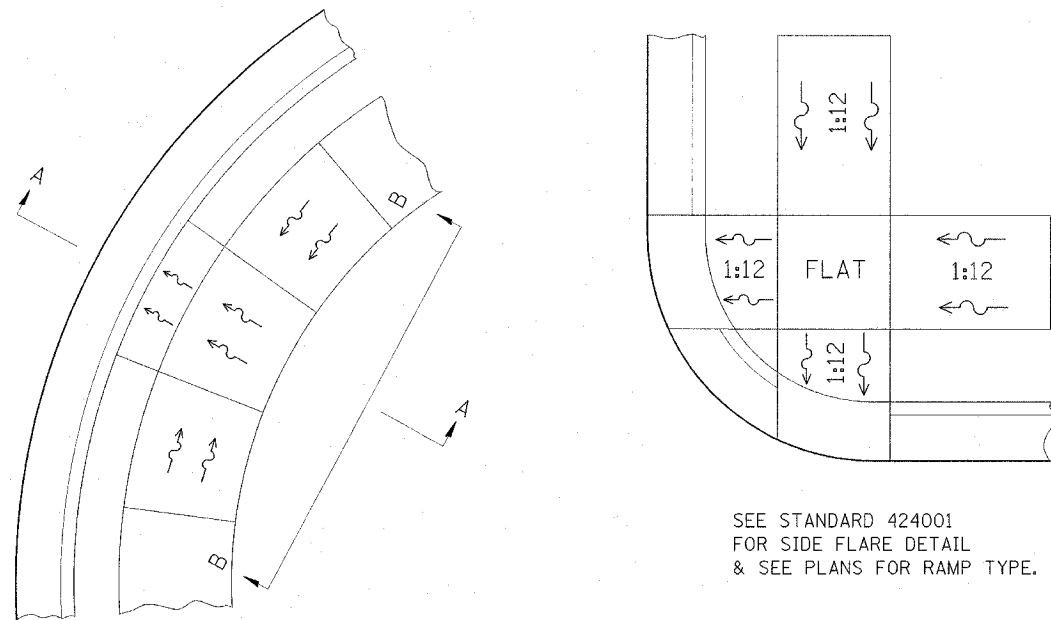 A
B
A
B
1:12
1:12
FLAT
1:12
1:12
SEE STANDARD 424001
FOR SIDE FLARE DETAIL
& SEE PLANS FOR RAMP TYPE.